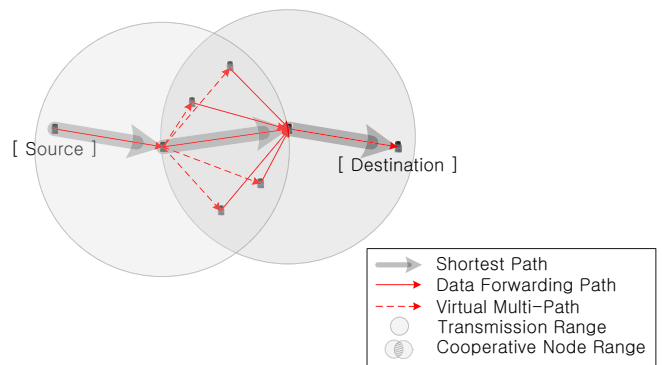 [ Source ]
[ Destination ]
Shortest Path
Data Forwarding Path
Virtual Multi-Path
Transmission Range
Cooperative Node Range